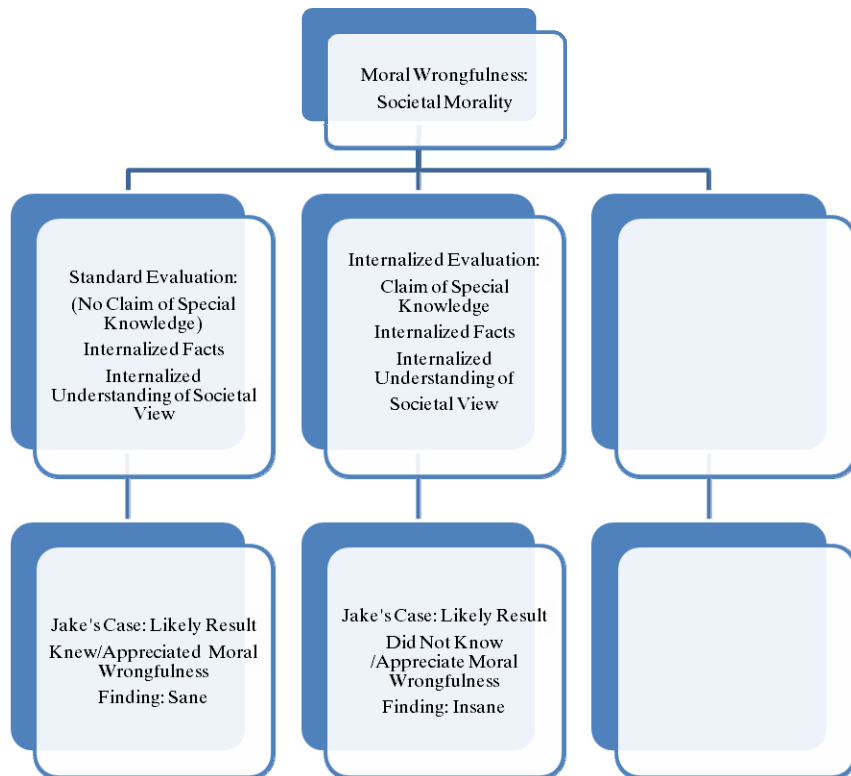 Moral Wrongfulness:
Societal Morality
Standard Evaluation:
(No Claim of Special
Knowledge)
Internalized Facts
Internalized
Understanding of Societal
View
Internalized Evaluation:
Claim of Special
Knowledge
Internalized Facts
Internalized
Understanding of
Societal View
Jake's Case: Likely Result
Knew/Appreciated Moral
Wrongfulness
Finding: Sane
Jake's Case: Likely Result
Did Not Know
/Appreciate Moral
Wrongfulness
Finding: Insane